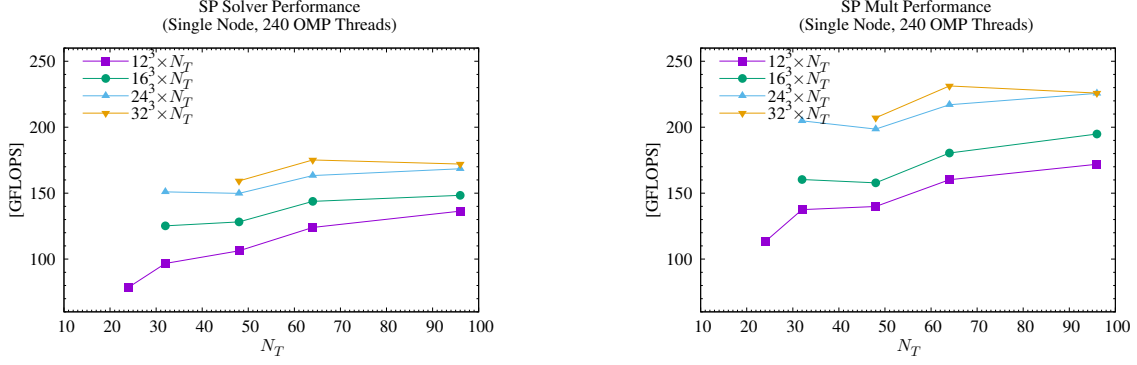 SP Solver Performance
(Single Node, 240 OMP Threads)
250
200
150
100
[GFLOPS]
12³×N_T
16³×N_T
24³×N_T
32³×N_T
10 20 30 40 50 60 70 80 90 100
N_T
SP Mult Performance
(Single Node, 240 OMP Threads)
250
200
150
100
[GFLOPS]
12³×N_T
16³×N_T
24³×N_T
32³×N_T
10 20 30 40 50 60 70 80 90 100
N_T